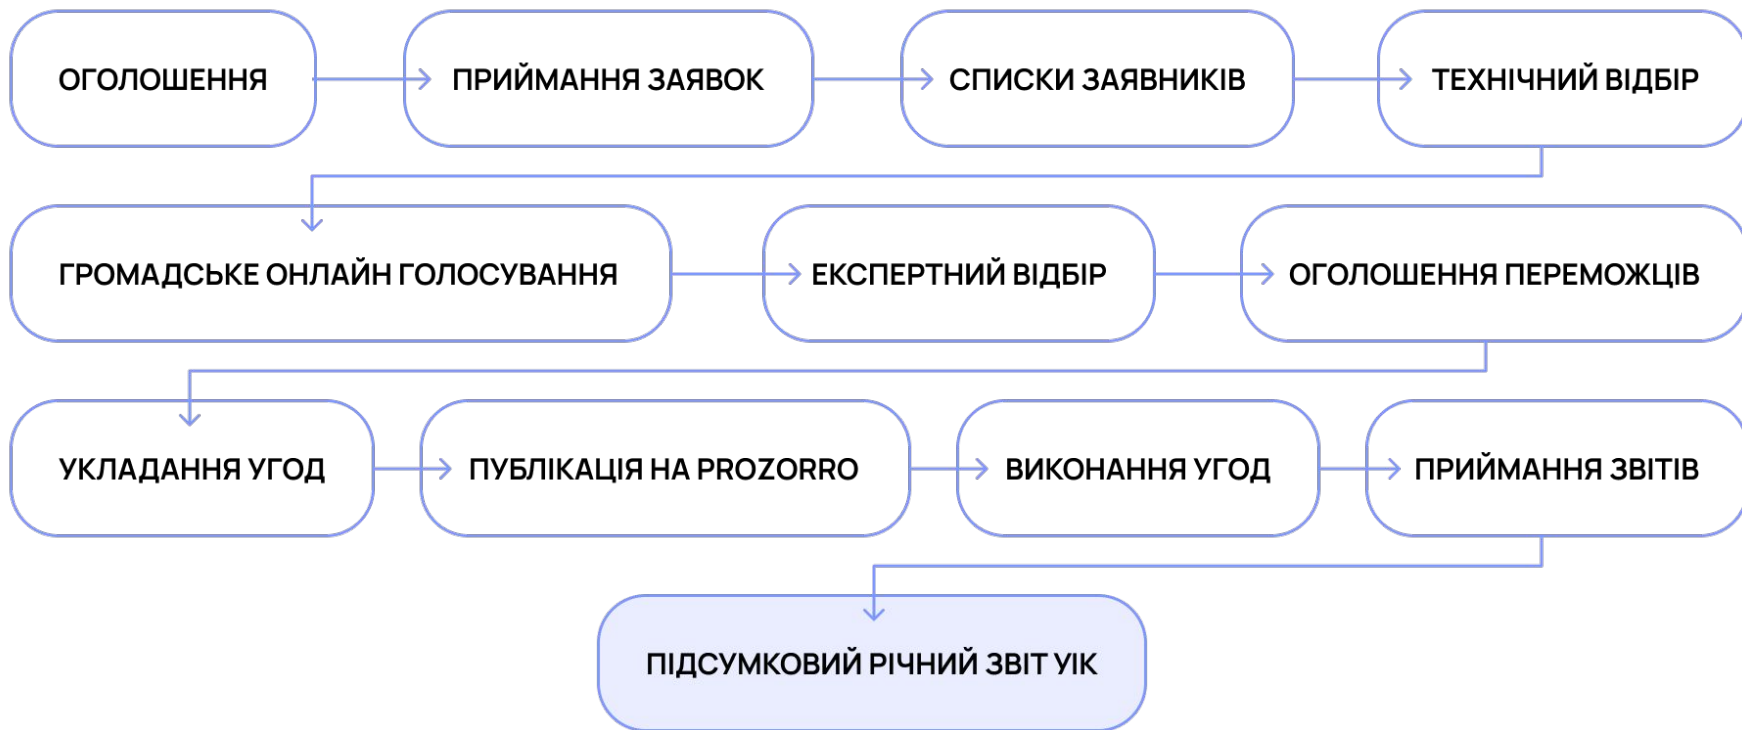 ОГОЛОШЕННЯ
ПРИЙМАННЯ ЗАЯВОК
СПИСКИ ЗАЯВНИКІВ
ТЕХНІЧНИЙ ВІДБІР
ГРОМАДСЬКЕ ОНЛАЙН ГОЛОСУВАННЯ
ЕКСПЕРТНИЙ ВІДБІР
ОГОЛОШЕННЯ ПЕРЕМОЖЦІВ
УКЛАДАННЯ УГОД
ПУБЛІКАЦІЯ НА PROZORRO
ВИКОНАННЯ УГОД
ПРИЙМАННЯ ЗВІТІВ
ПІДСУМКОВИЙ РІЧНИЙ ЗВІТ УІК